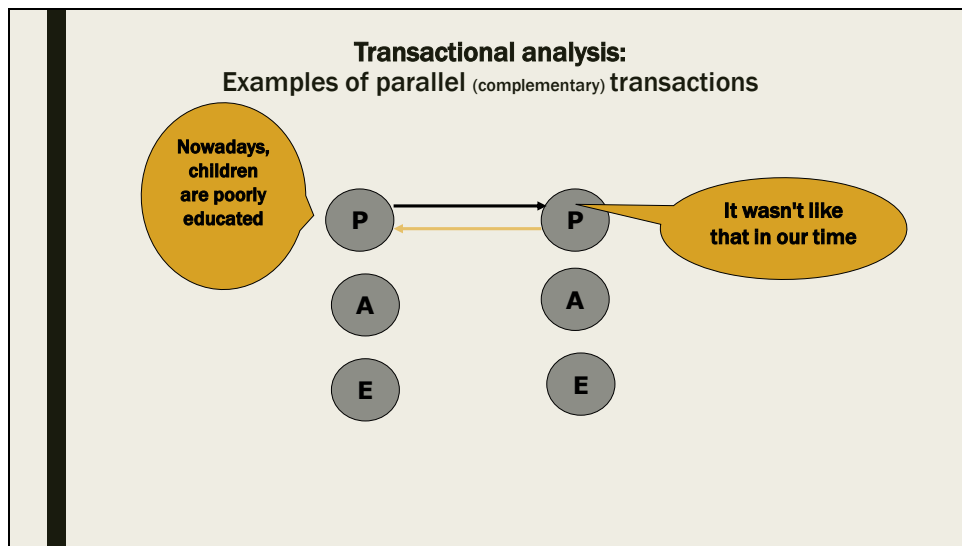 Transactional analysis:
Examples of parallel (complementary) transactions
Nowadays,
children
are poorly
educated
It wasn't like
that in our time
P
P
A
A
E
E